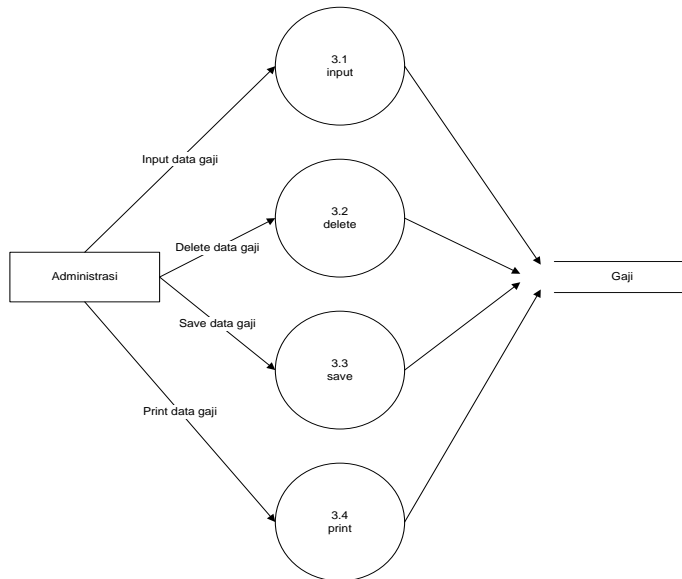 3.1
input
Input data gaji
3.2
delete
Delete data gaji
Administrasi
Gaji
Save data gaji
3.3
save
Print data gaji
3.4
print